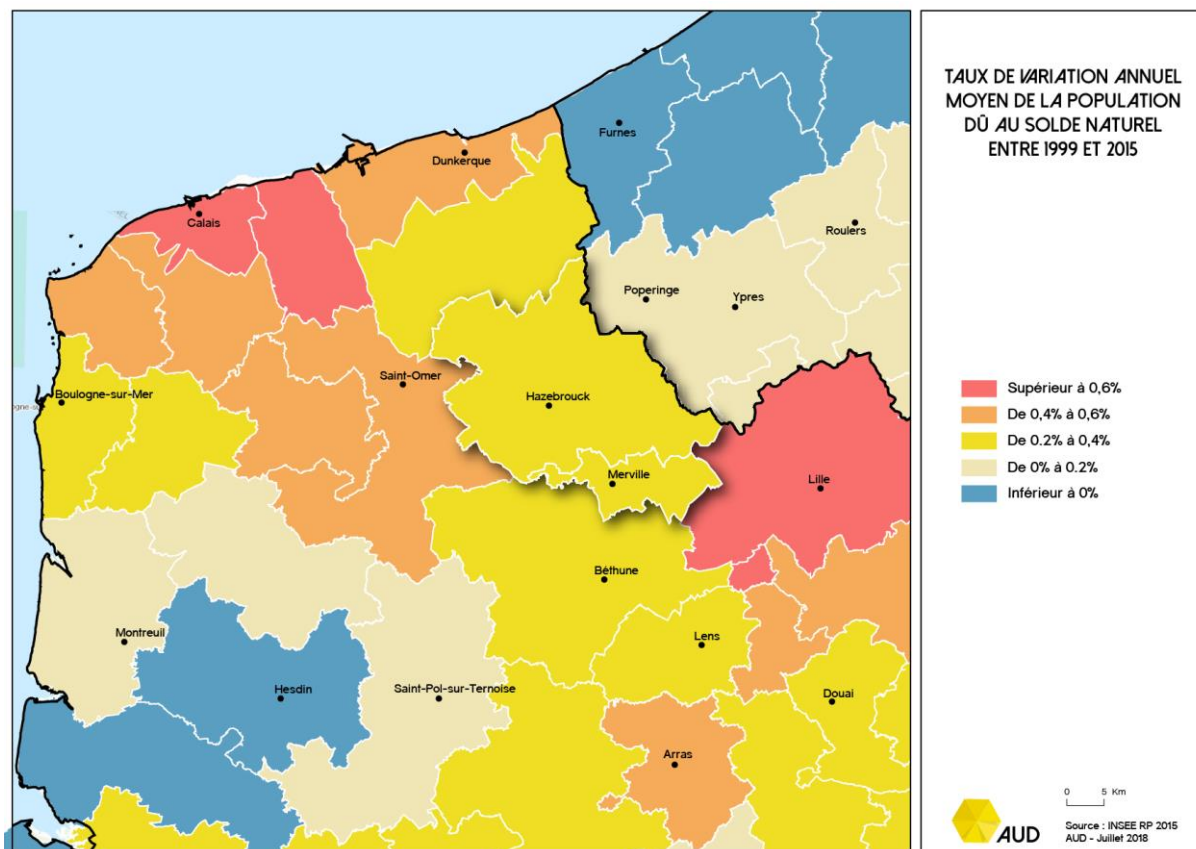 TAUX DE VARIATION ANNUEL
MOYEN DE LA POPULATION
DÛ AU SOLDE NATUREL
ENTRE 1999 ET 2015
Furnes
Dunkerque
Calais
Roulers
Poperinge
Ypres
Saint-Omer
Boulogne-sur-Mer
Hazebrouck
Merville
Lille
Béthune
Montreuil
Lens
Hesdin
Saint-Pol-sur-Ternoise
Douai
Arras
Supérieur à 0,6%
De 0,4% à 0,6%
De 0.2% à 0,4%
De 0% à 0.2%
Inférieur à 0%
0 5 Km
AUD
Source : INSEE RP 2015
AUD - Juillet 2018